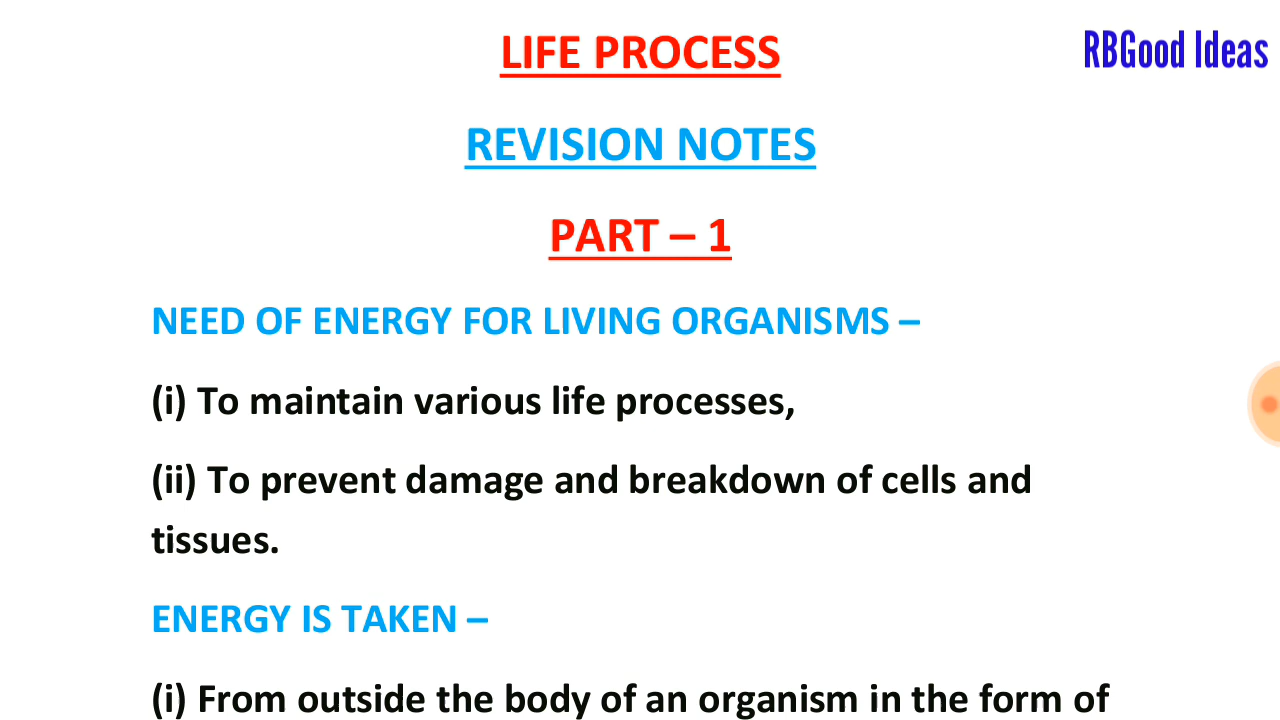 LIFE PROCESS
RBGood Ideas
REVISION NOTES
PART – 1
NEED OF ENERGY FOR LIVING ORGANISMS –
(i) To maintain various life processes,
(ii) To prevent damage and breakdown of cells and
tissues.
ENERGY IS TAKEN –
(i) From outside the body of an organism in the form of